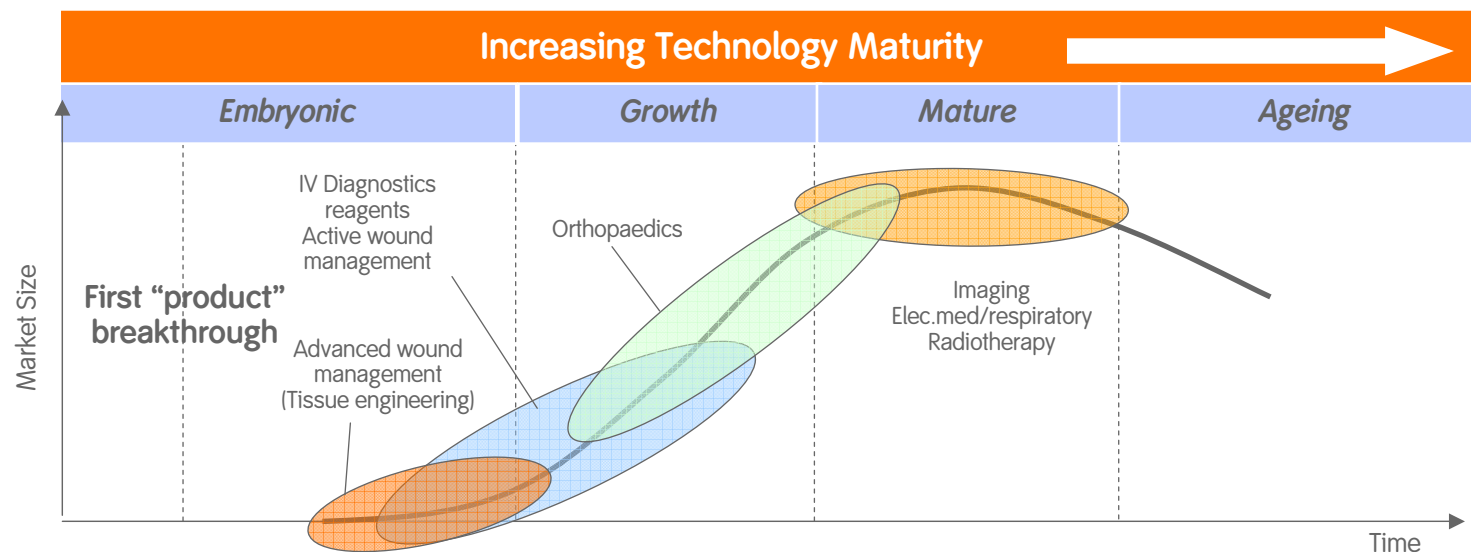 Increasing Technology Maturity
Embryonic
Growth
Mature
Ageing
Market Size
First “product”
breakthrough
IV Diagnostics
reagents
Active wound
management
Advanced wound
management
(Tissue engineering)
Orthopaedics
Imaging
Elec.med/respiratory
Radiotherapy
Time